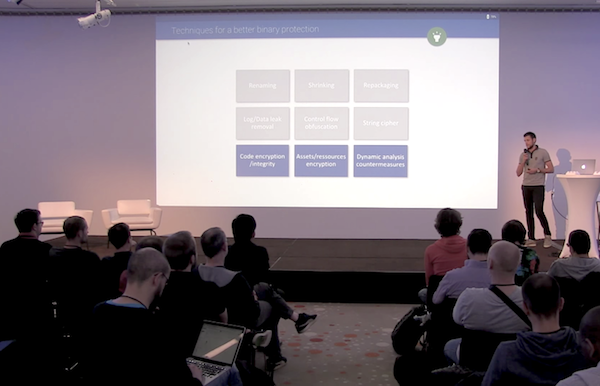 Techniques for a better binary protection
Renaming
Shrinking
Repackaging
Log/Data leak
removal
Control flow
obfuscation
String cipher
Code encryption
/integrity
Assets/ressources
encryption
Dynamic analysis
countermeasures